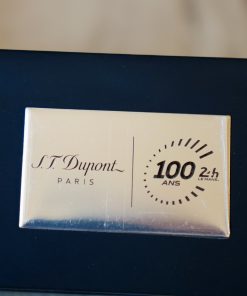 S.T. Dupont
PARIS
100
ANS
24h
LE MANS